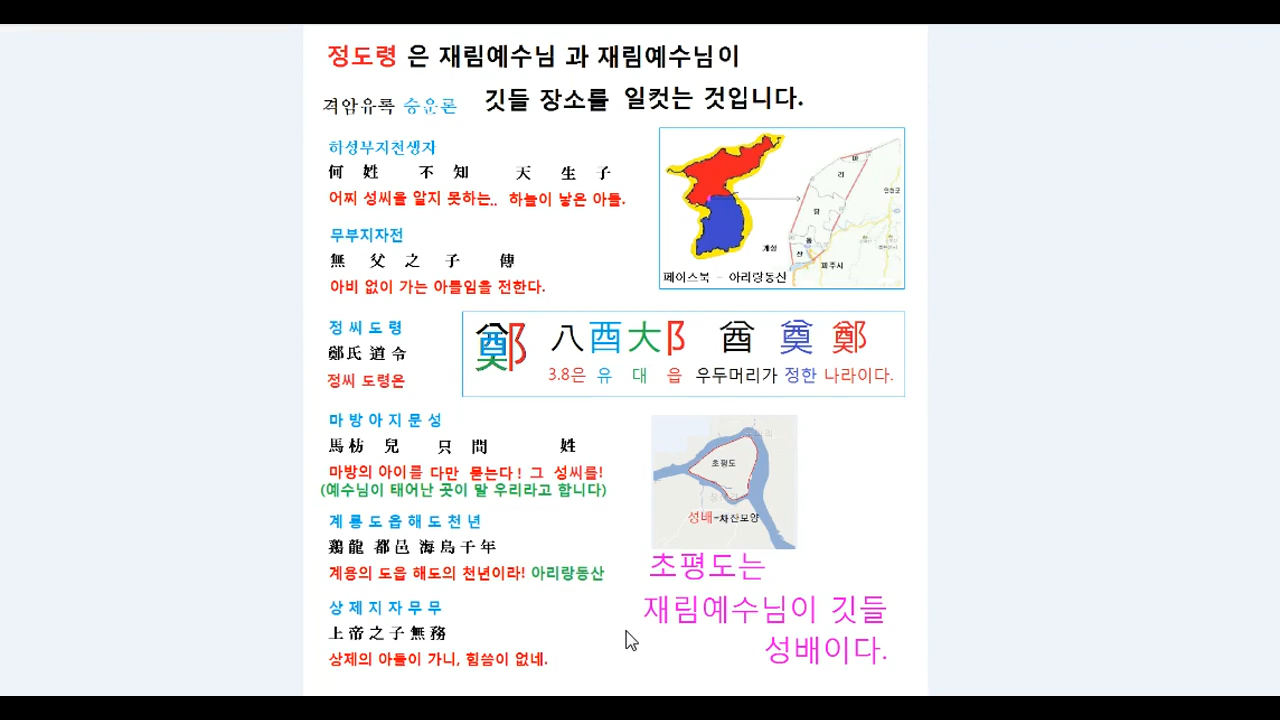 정도령 은 재림예수님 과 재림예수님이
격암유록 승운론 깃들 장소를 일컷는 것입니다.
하성부지전생자
何 姓 不 知 天 生 子
어찌 성씨을 알지 못하는.. 하늘이 낳은 아들.
무부지자전
無 父 之 子 傳
아비 없이 가는 아들임을 전한다.
마
리
랑
동
산
개성
파주시
페이스북 - 아리랑동산
정 씨 도 령
鄭 氏 道 令
정씨 도령은
鄭 八 酉 大 阝 酋 奠 鄭
3.8은 유 대 읍 우두머리가 정한 나라이다.
마 방 아 지 문 성
馬 枋 兒 只 問 姓
마방의 아이를 다만 묻는다! 그 성씨를!
(예수님이 태어난 곳이 말 우리라고 합니다)
계 룡 도 읍 해 도 천 년
鷄 龍 都 邑 海 島 千 年
계용의 도읍 해도의 천년이라! 아리랑동산
상 제 지 자 무 무
上 帝 之 子 無 務
상제의 아들이 가니, 힘씀이 없네.
초평도
성배-차잔모양
초평도는
재림예수님이 깃들
성배이다.